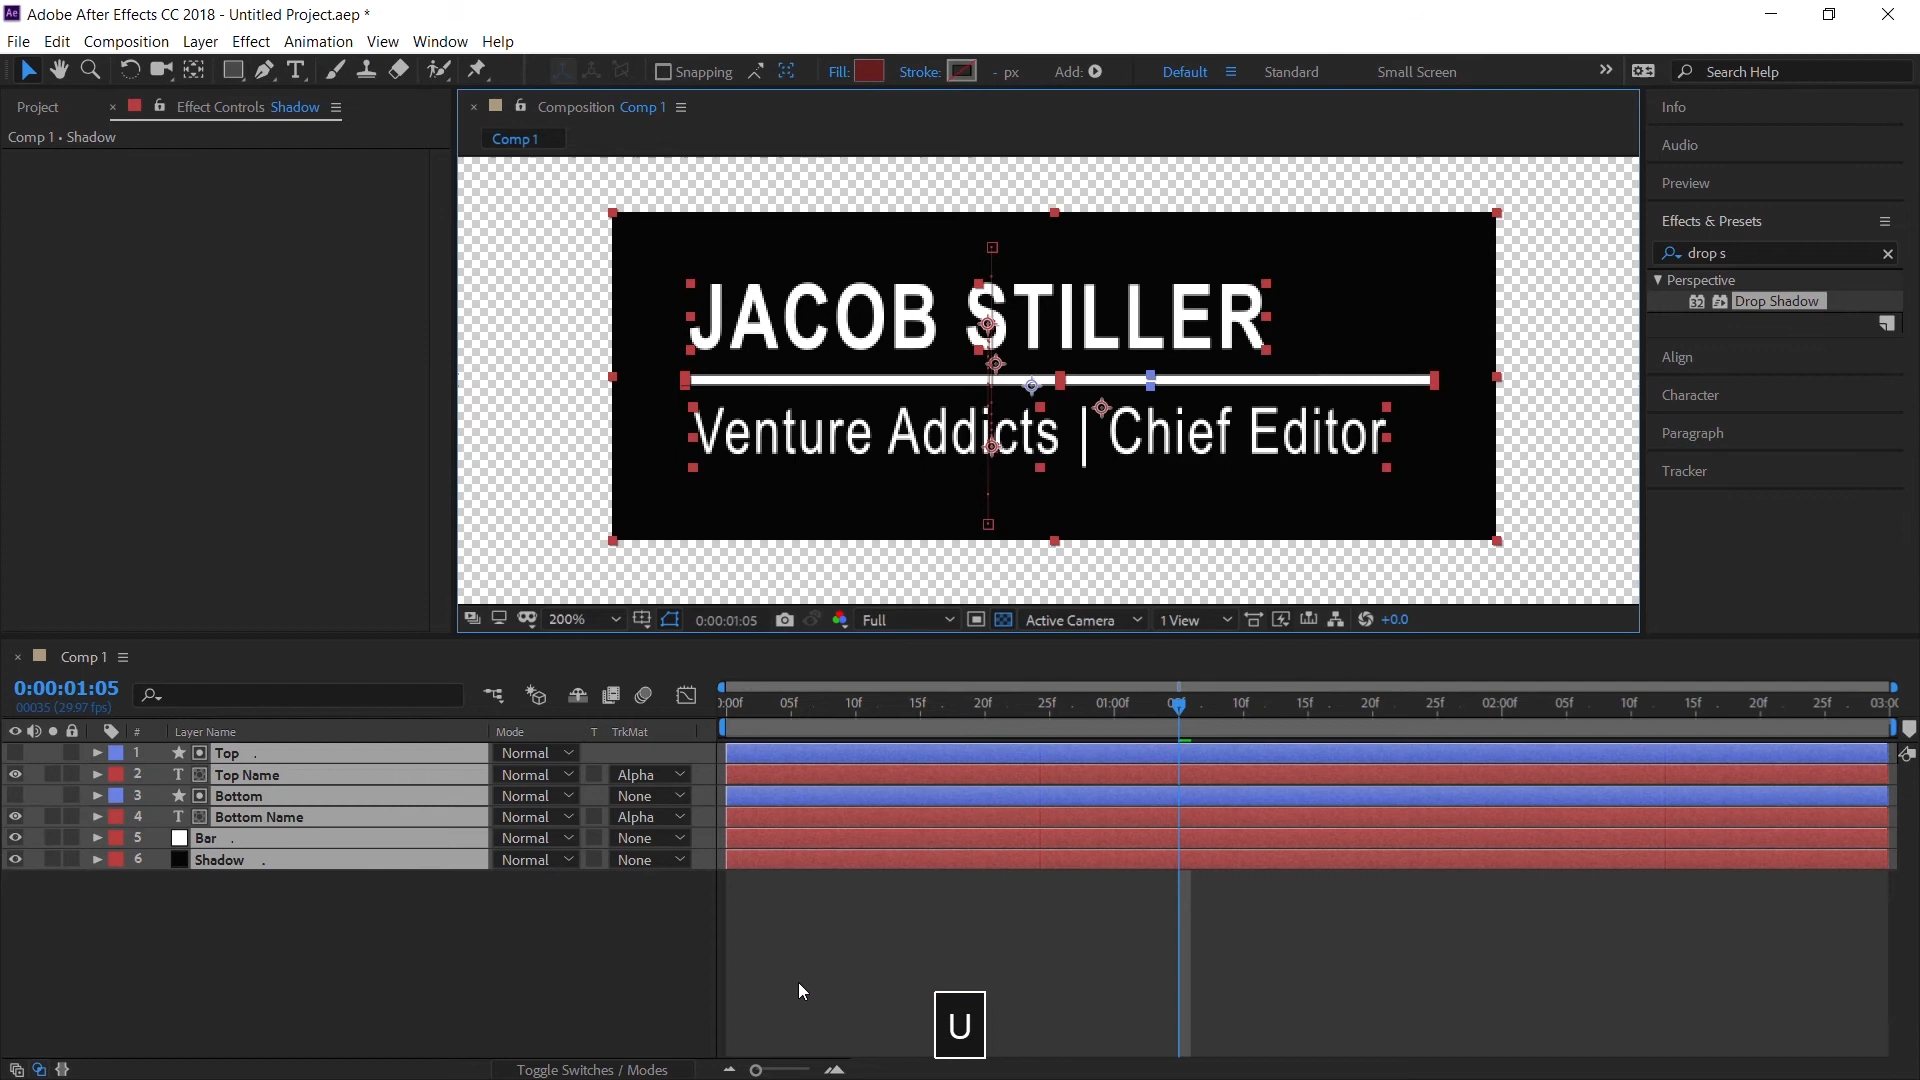 Ae Adobe After Effects CC 2018 - Untitled Project.aep *
File Edit Composition Layer Effect Animation View Window Help
Snapping Fill: Stroke: - px Add: Default Standard Small Screen Search Help
Project × Effect Controls Shadow × Composition Comp 1 Info
Comp 1 • Shadow Comp 1
Audio
Preview
Effects & Presets
drop s
Perspective
32 Drop Shadow
Align
Character
Paragraph
Tracker
JACOB STILLER
Venture Addicts | Chief Editor
200% 0:00:01:05 Full Active Camera 1 View +0.0
× Comp 1
0:00:01:05
00035 (29.97 fps)
):00f 05f 10f 15f 20f 25f 01:00f 05f 10f 15f 20f 25f 02:00f 05f 10f 15f 20f 25f 03:00
# Layer Name Mode T TrkMat
1 Top . Normal
2 T Top Name Normal Alpha
3 Bottom Normal None
4 T Bottom Name Normal Alpha
5 Bar . Normal None
6 Shadow . Normal None
U
Toggle Switches / Modes